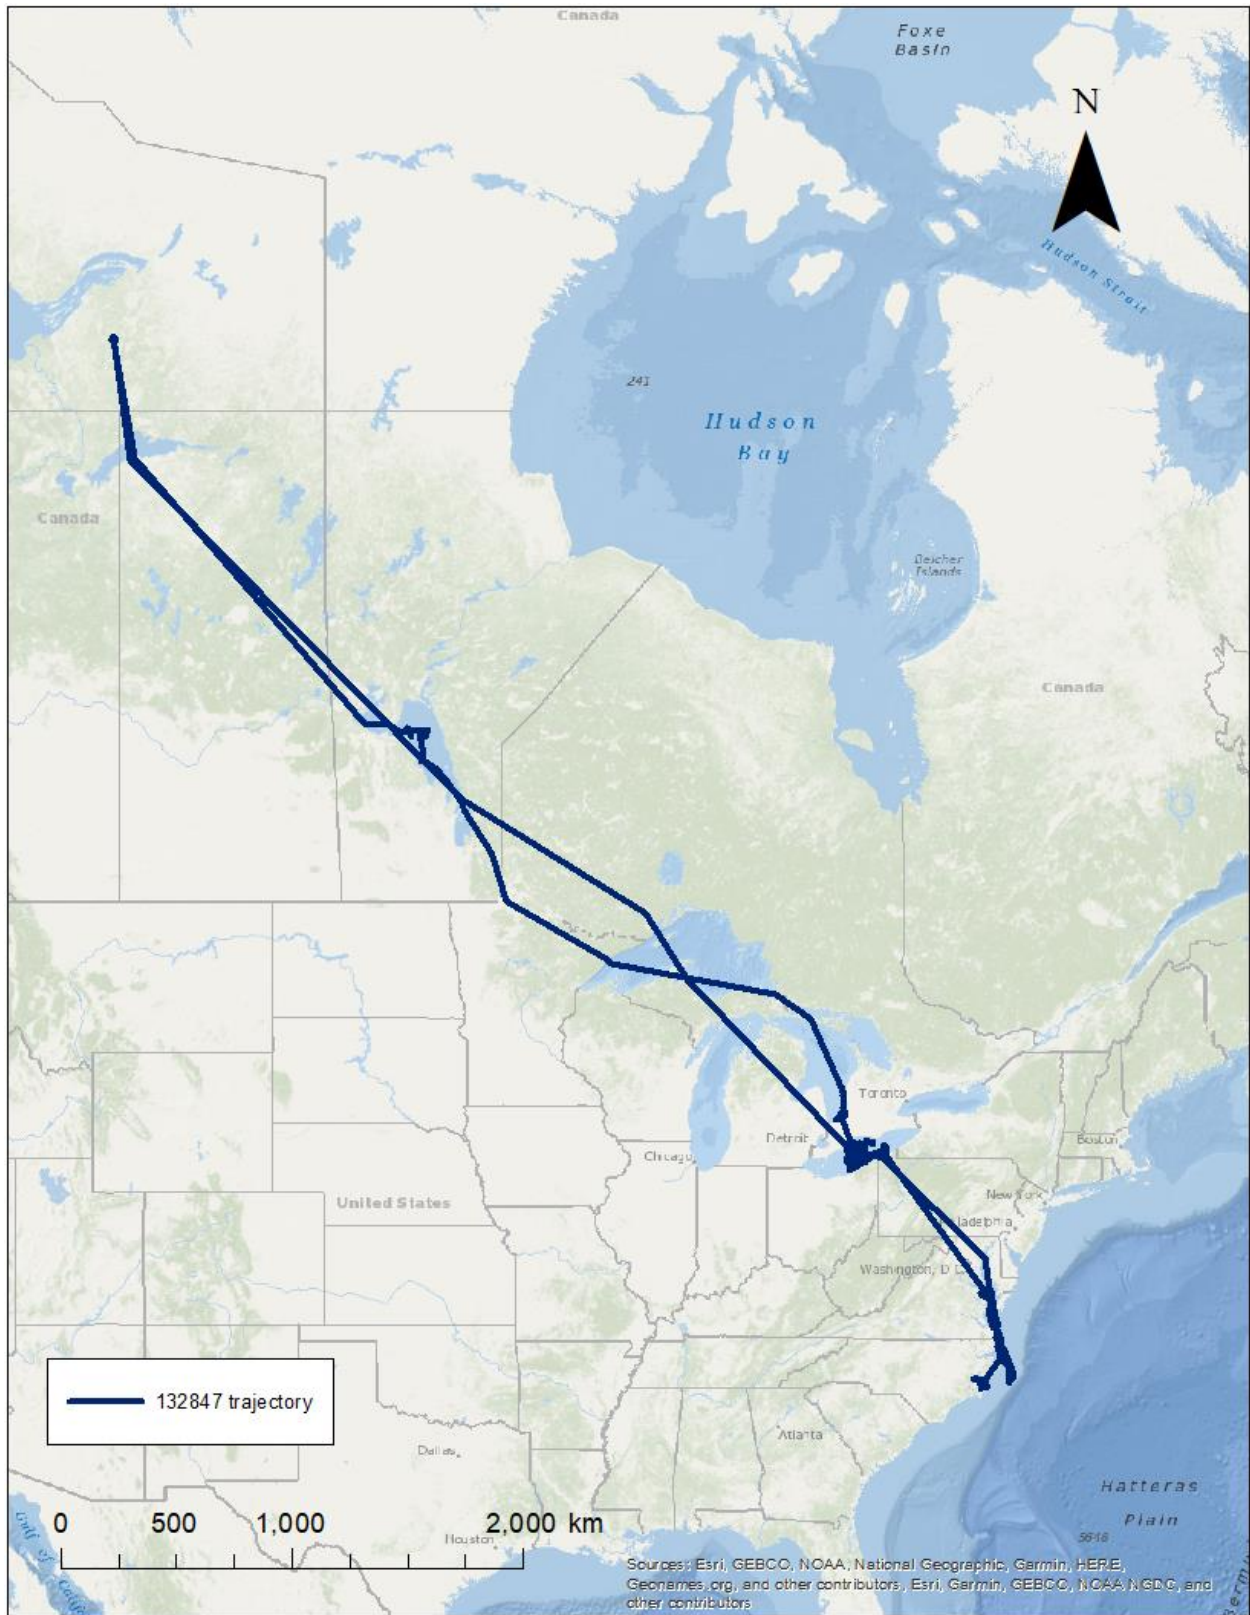 Canada
Foxe
Basin
N
Hudson Strait
241
Hudson
Bay
Canada
Belcher
Islands
Canada
Toronto
Detroit
Boston
Chicago
New York
United States
ladelphia
Washington, D
132847 trajectory
Atlanta
Dallas
Hatteras
Plain
0 500 1,000 2,000 km
Houston
5646
Gulf of
Sources: Esri, GEBCO, NOAA, National Geographic, Garmin, HERE,
Geonames.org, and other contributors, Esri, Garmin, GEBCO, NOAA NGDC, and
other contributors